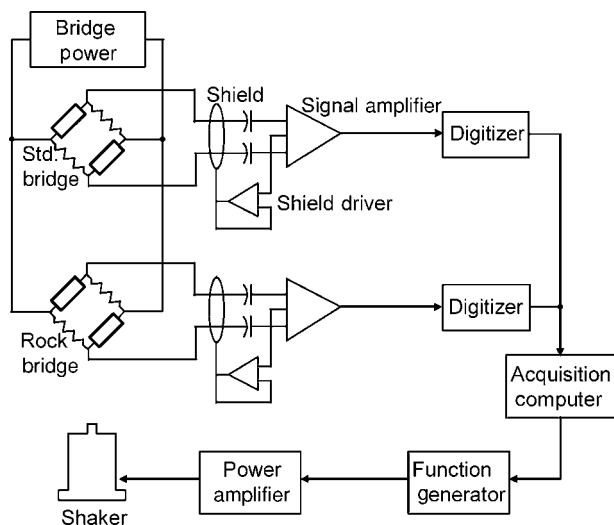 Bridge
power
Shield
Signal amplifier
Digitizer
Std.
bridge
Shield driver
Digitizer
Rock
bridge
Acquisition
computer
Power
amplifier
Function
generator
Shaker